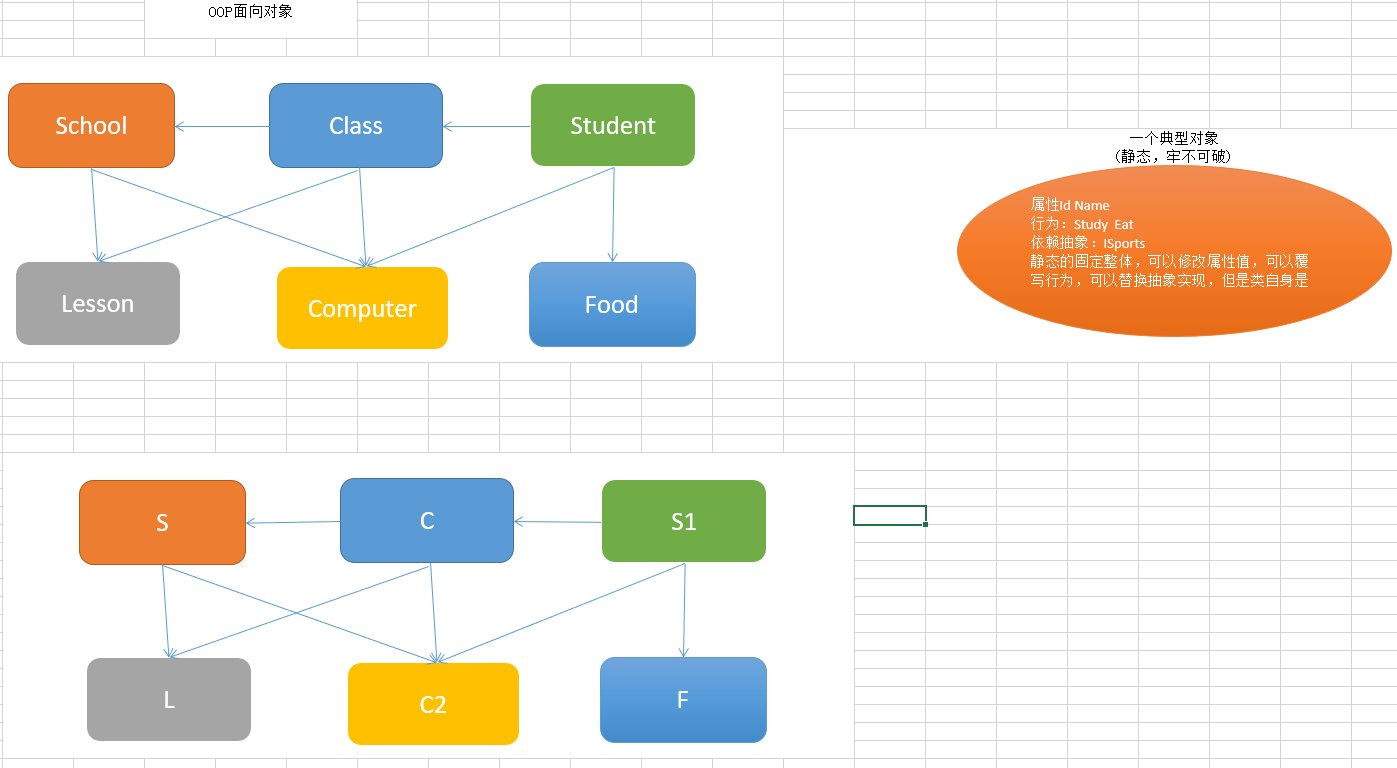 OOP面向对象
School
Class
Student
Lesson
Computer
Food
一个典型对象
(静态，牢不可破)
属性Id Name
行为：Study Eat
依赖抽象：ISports
静态的固定整体，可以修改属性值，可以覆
写行为，可以替换抽象实现，但是类自身是
S
C
S1
L
C2
F